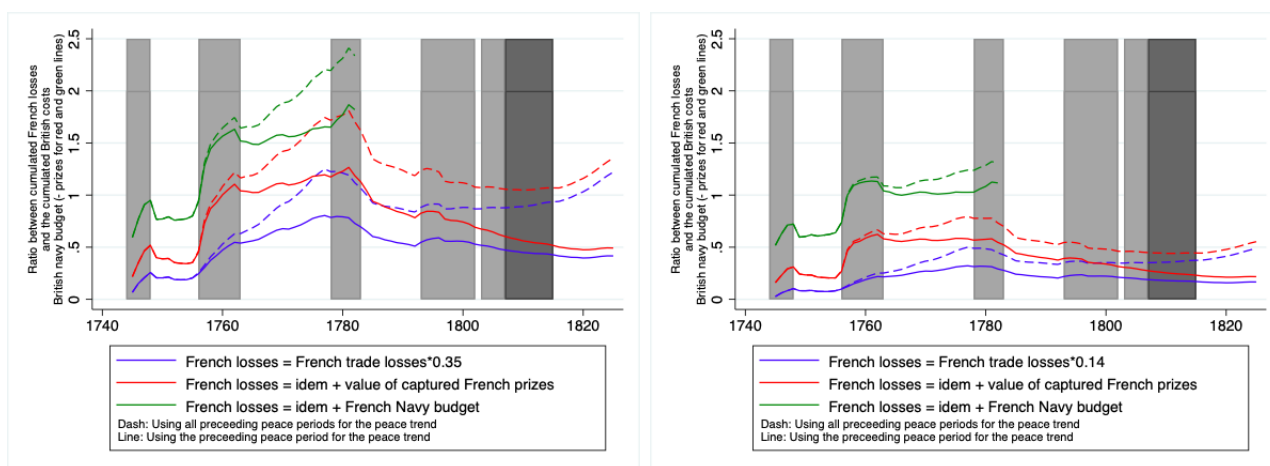 Ratio between cumulated French losses
and the cumulated British costs
British navy budget (- prizes for red and green lines)
2.5
2
1.5
1
.5
0
1740
1760
1780
1800
1820
French losses = French trade losses*0.35
French losses = idem + value of captured French prizes
French losses = idem + French Navy budget
Dash: Using all preceeding peace periods for the peace trend
Line: Using the preceeding peace period for the peace trend
Ratio between cumulated French losses
and the cumulated British costs
British navy budget (- prizes for red and green lines)
2.5
2
1.5
1
.5
0
1740
1760
1780
1800
1820
French losses = French trade losses*0.14
French losses = idem + value of captured French prizes
French losses = idem + French Navy budget
Dash: Using all preceeding peace periods for the peace trend
Line: Using the preceeding peace period for the peace trend